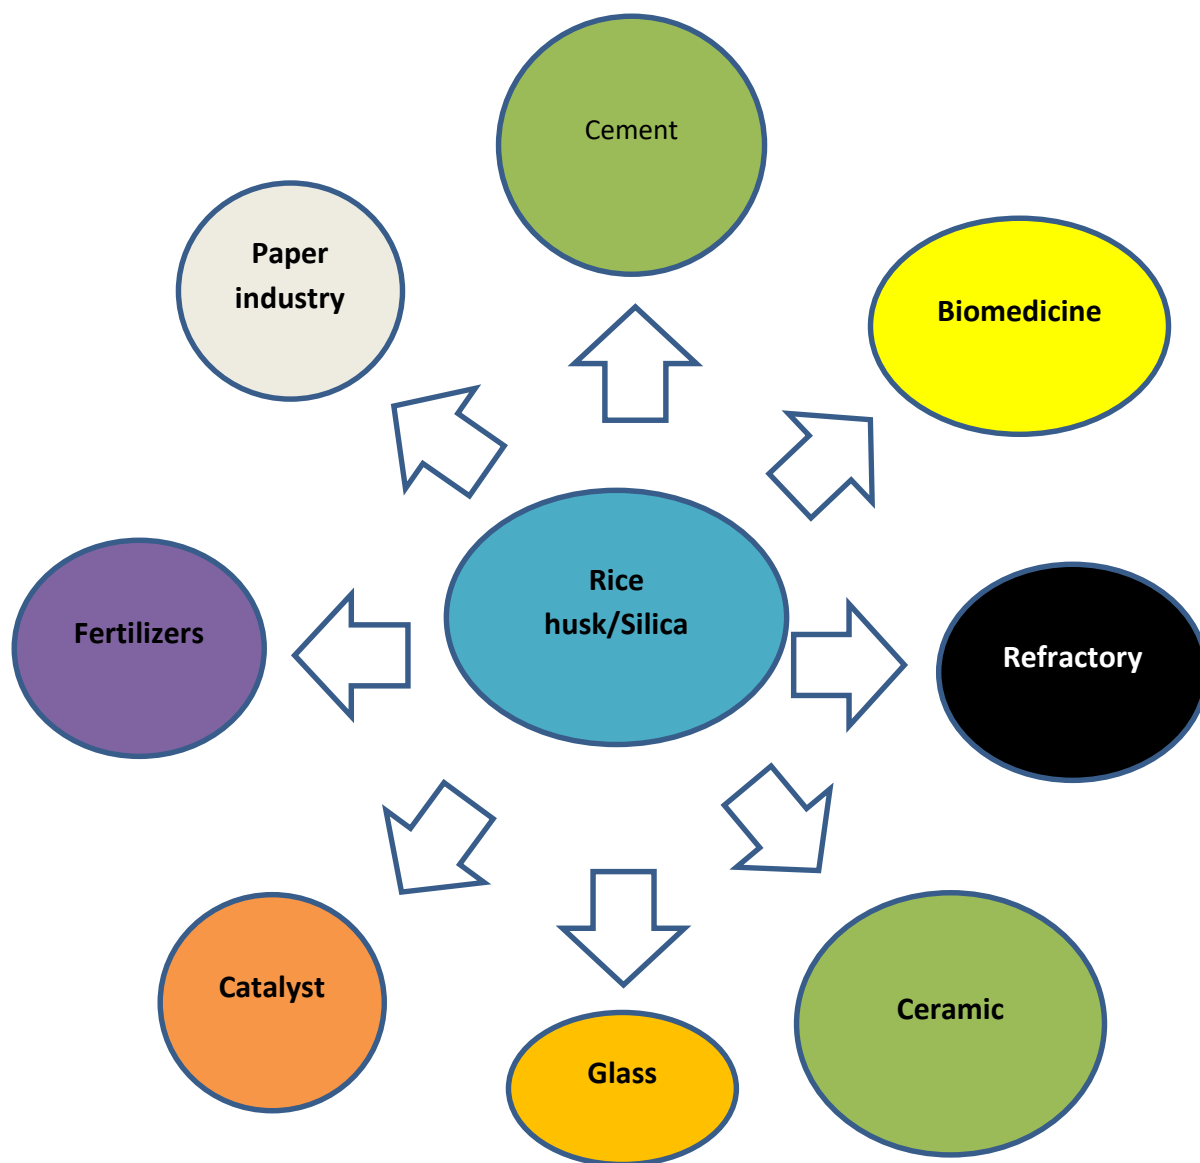 Cement
Paper
industry
Biomedicine
Rice
husk/Silica
Fertilizers
Refractory
Catalyst
Ceramic
Glass